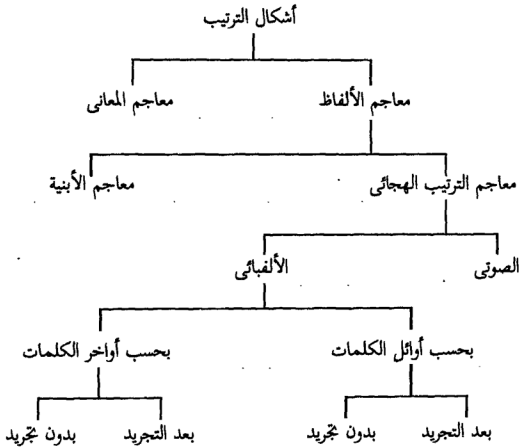 أشكال الترتيب
معاجم الألفاظ معاجم المعانى
معاجم الترتيب الهجائى معاجم الأبنية
الصوتى الألفبائى
بحسب أوائل الكلمات بحسب أواخر الكلمات
بعد التجريد بدون تجريد بعد التجريد بدون تجريد